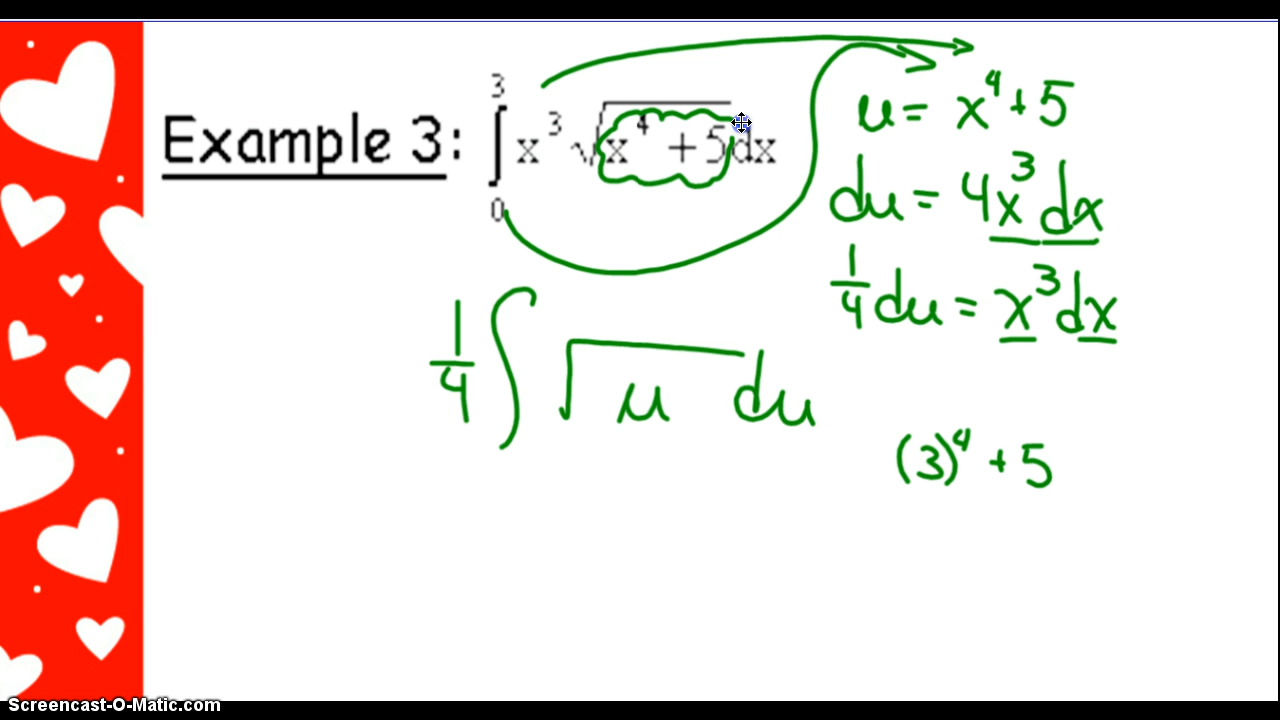 Example 3: ∫₀³ x³ √(x⁴ + 5) dx
u = x⁴ + 5
du = 4x³ dx
¼ du = x³ dx
¼ ∫ √u du
(3)⁴ + 5
Screencast-O-Matic.com